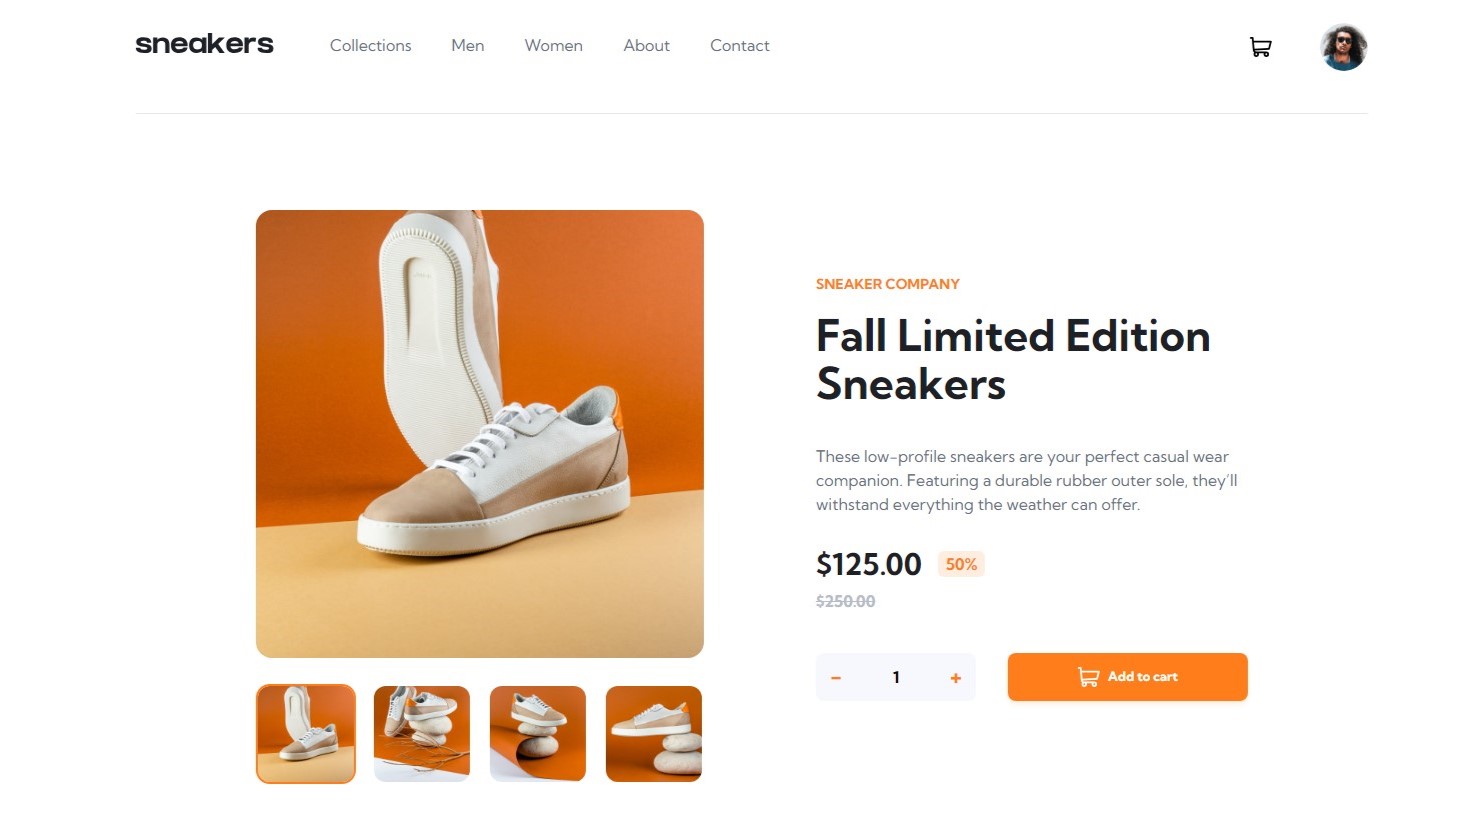 sneakers Collections Men Women About Contact
SNEAKER COMPANY
Fall Limited Edition
Sneakers
These low-profile sneakers are your perfect casual wear
companion. Featuring a durable rubber outer sole, they’ll
withstand everything the weather can offer.
$125.00 50%
$250.00
− 1 + Add to cart